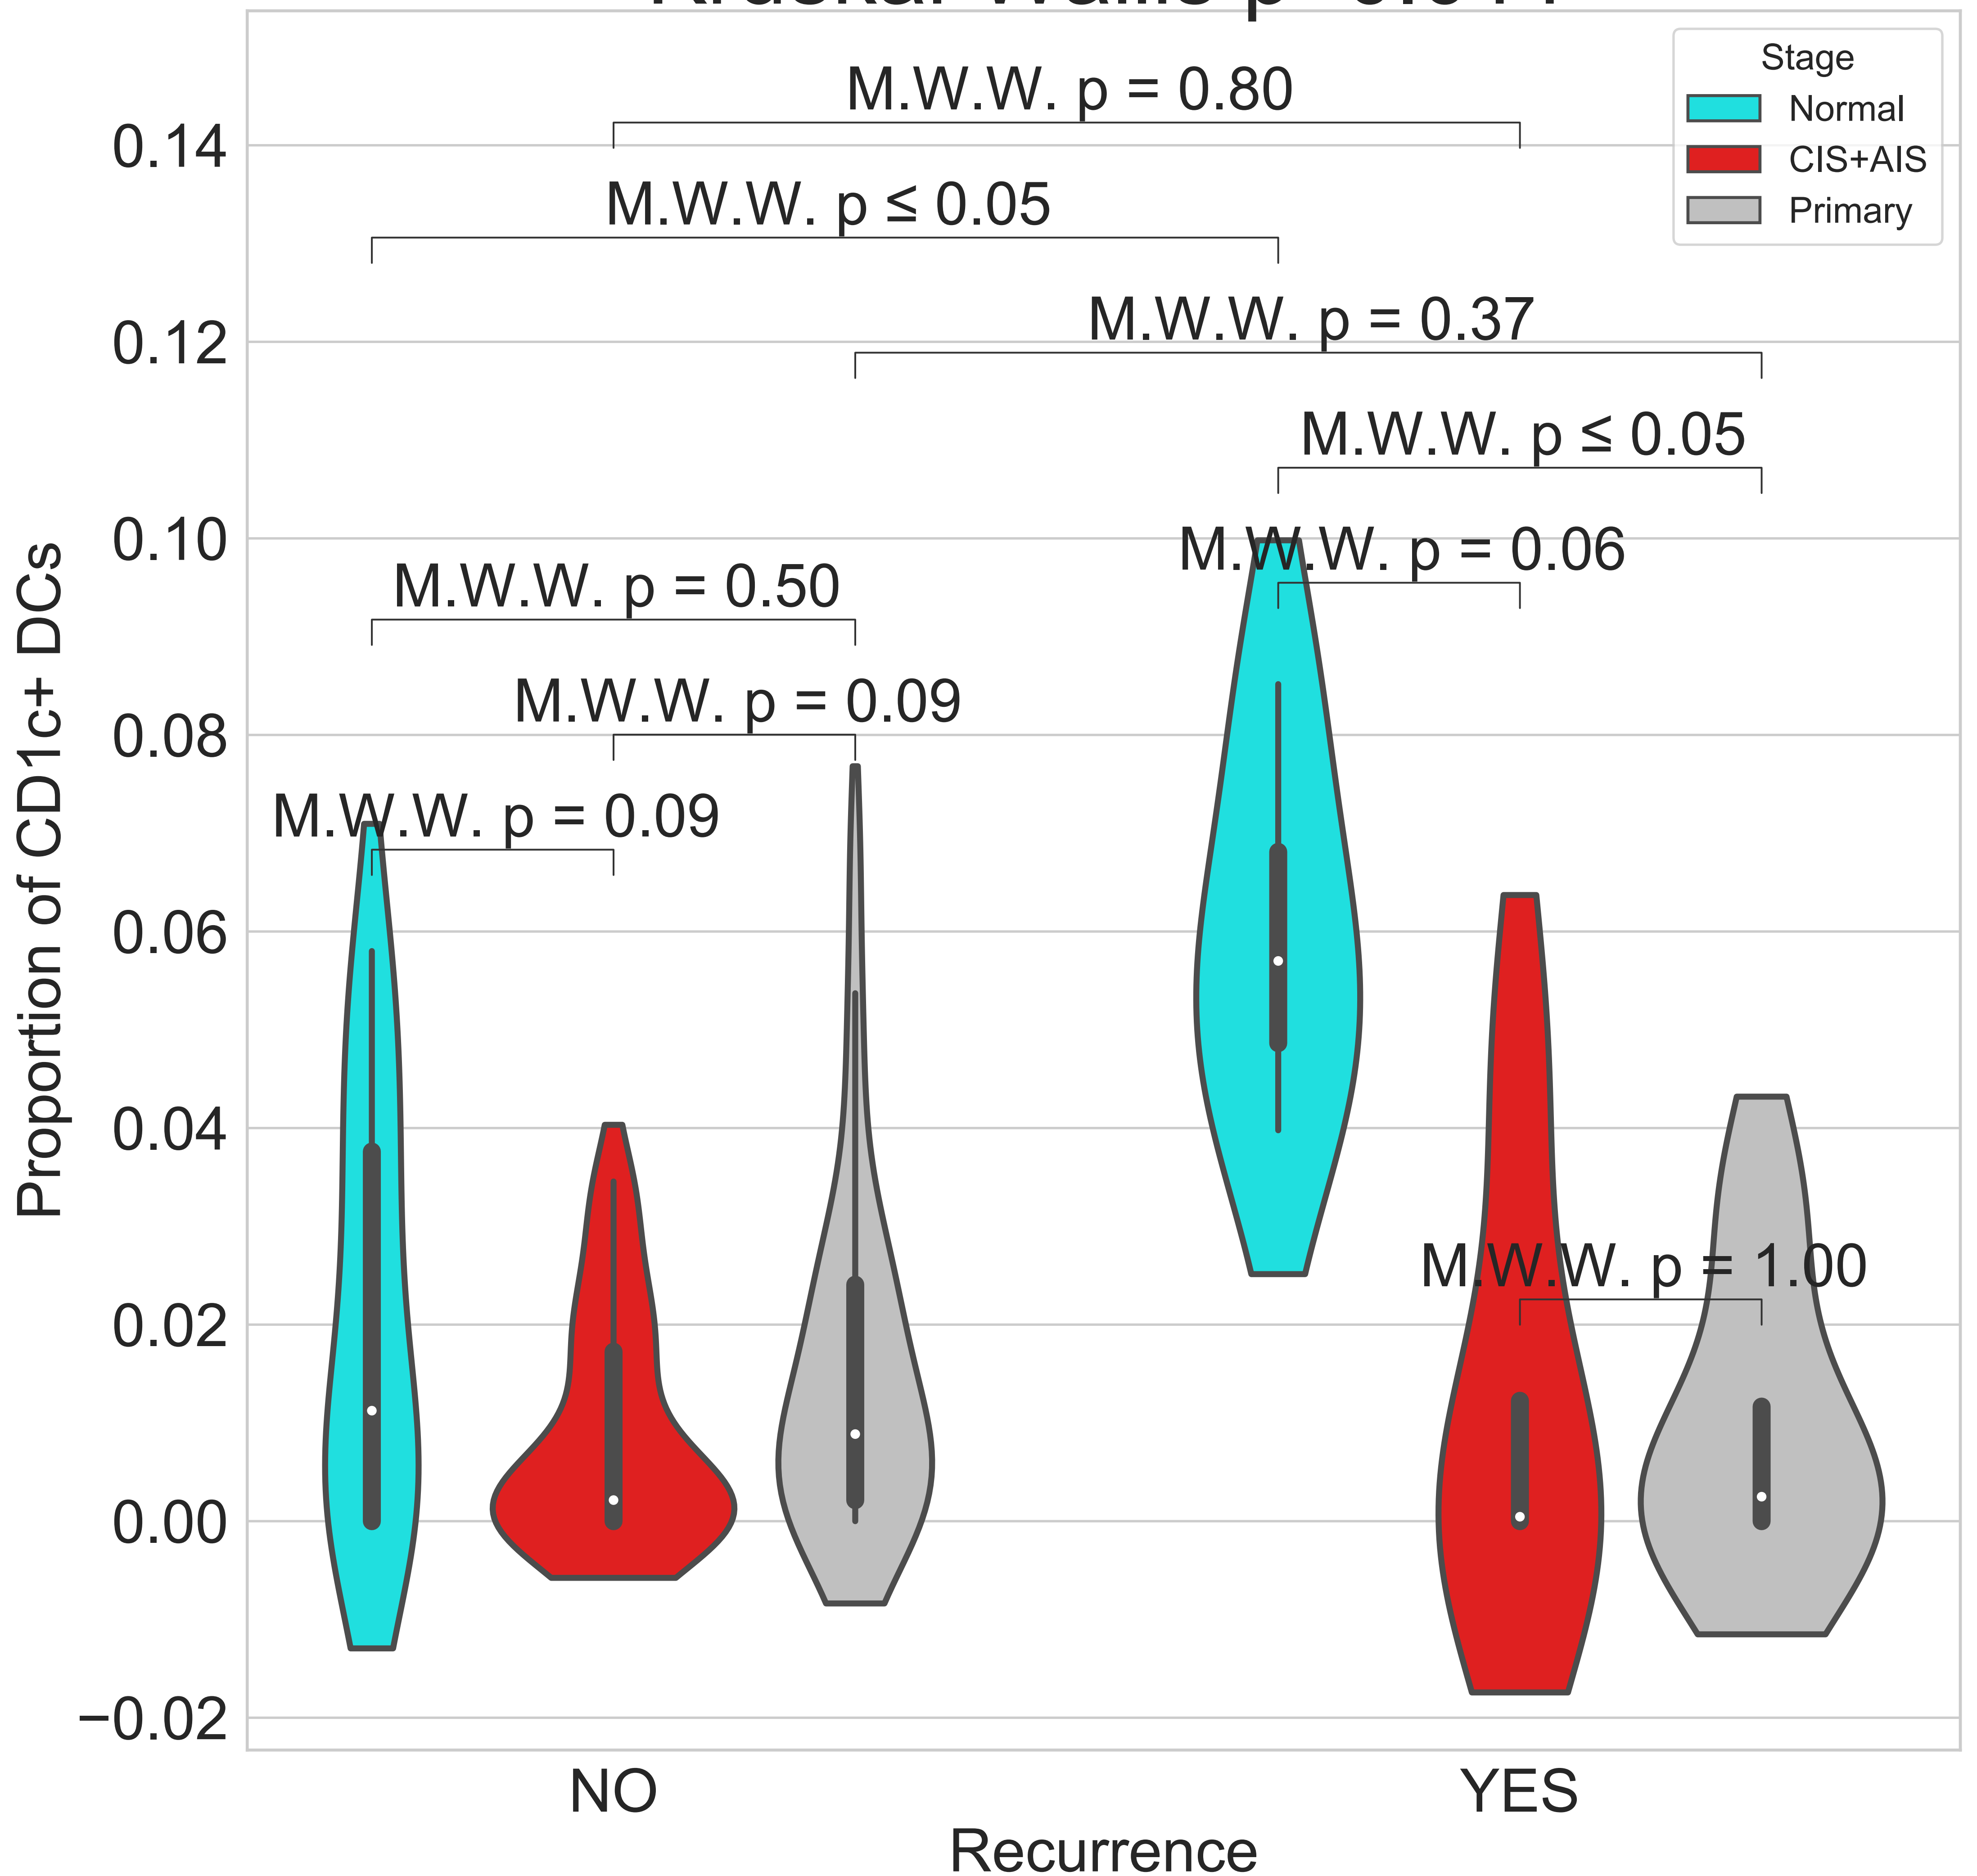 Stage
Normal
CIS+AIS
Primary
M.W.W. p = 0.80
M.W.W. p ≤ 0.05
M.W.W. p = 0.37
M.W.W. p ≤ 0.05
M.W.W. p = 0.06
M.W.W. p = 0.50
M.W.W. p = 0.09
M.W.W. p = 0.09
M.W.W. p = 1.00
0.14
0.12
0.10
0.08
0.06
0.04
0.02
0.00
−0.02
Proportion of CD1c+ DCs
NO
YES
Recurrence